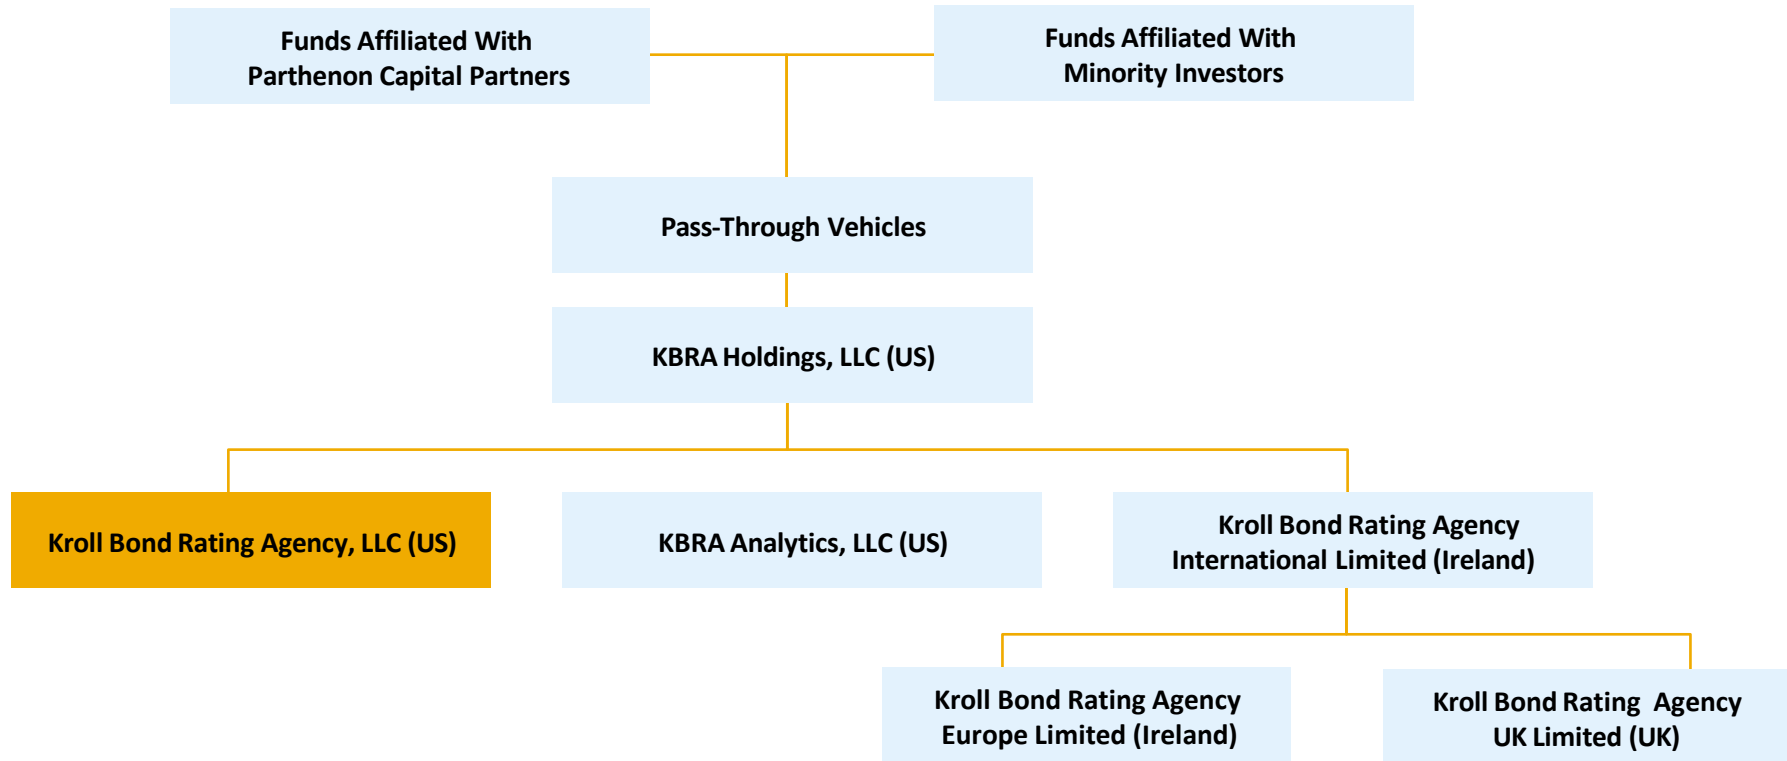 Funds Affiliated With
Parthenon Capital Partners
Funds Affiliated With
Minority Investors
Pass-Through Vehicles
KBRA Holdings, LLC (US)
Kroll Bond Rating Agency, LLC (US)
KBRA Analytics, LLC (US)
Kroll Bond Rating Agency
International Limited (Ireland)
Kroll Bond Rating Agency
Europe Limited (Ireland)
Kroll Bond Rating Agency
UK Limited (UK)